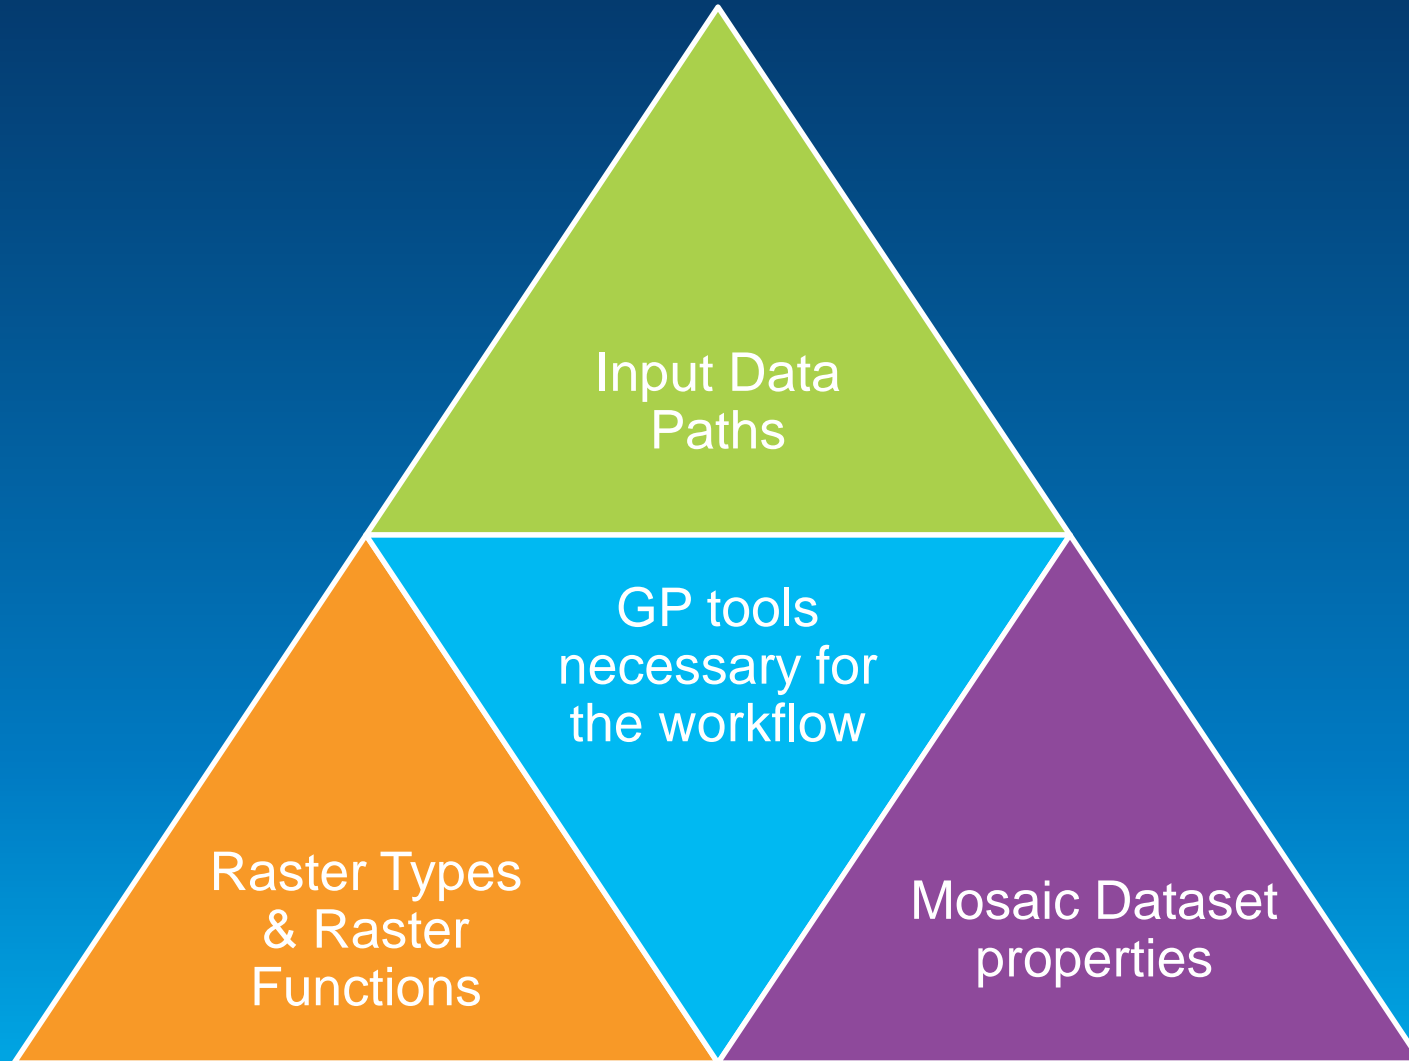 Input Data
Paths
GP tools
necessary for
the workflow
Raster Types
& Raster
Functions
Mosaic Dataset
properties